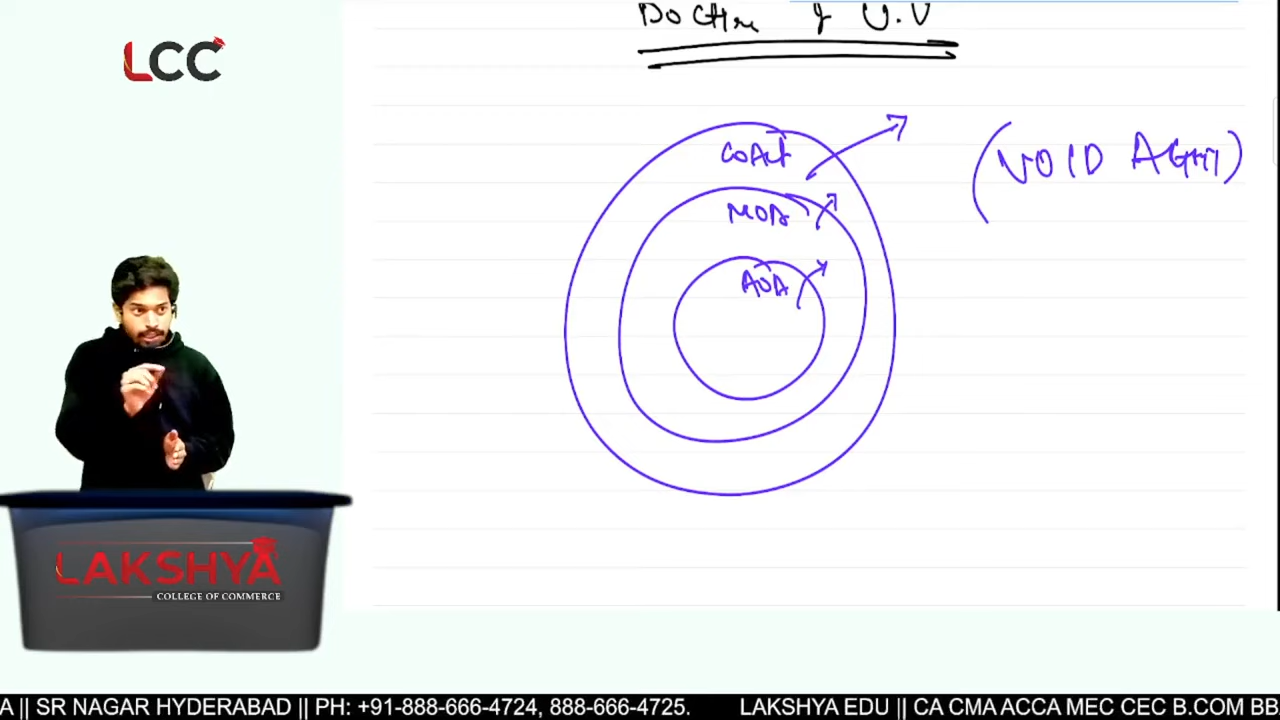 Doctrine of U.V
LCC
CoAct
(VOID AGMT)
MOA
AOA
LAKSHYA
COLLEGE OF COMMERCE
A || SR NAGAR HYDERABAD || PH: +91-888-666-4724, 888-666-4725. LAKSHYA EDU || CA CMA ACCA MEC CEC B.COM BB